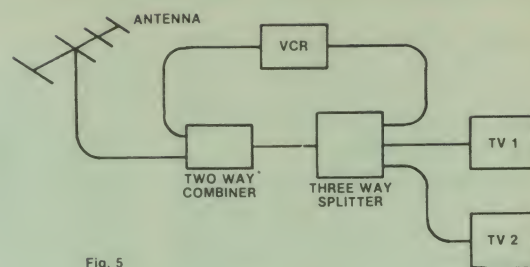 ANTENNA
VCR
TWO WAY
COMBINER
THREE WAY
SPLITTER
TV 1
TV 2
Fig. 5